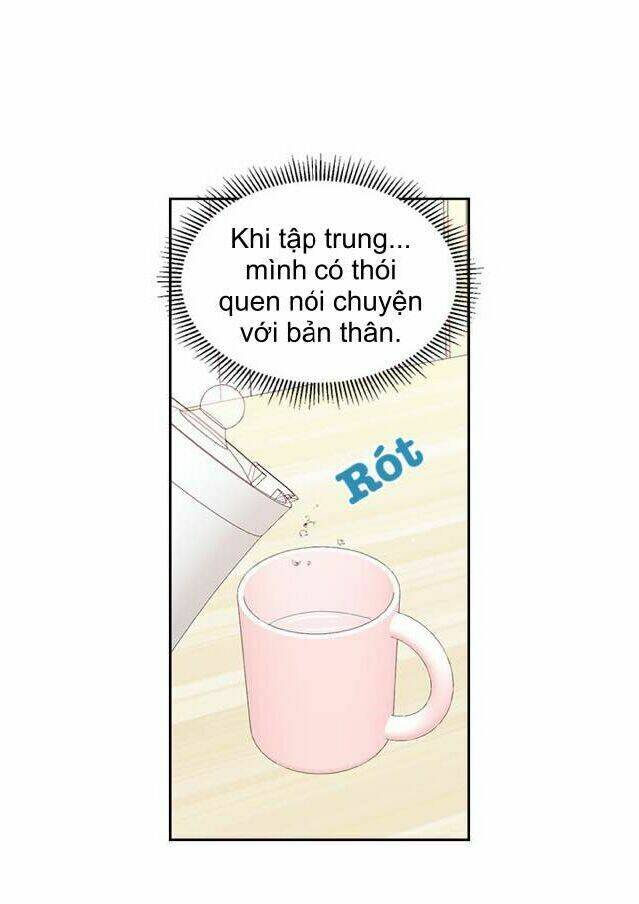 Khi tập trung...
mình có thói
quen nói chuyện
với bản thân.
Rót